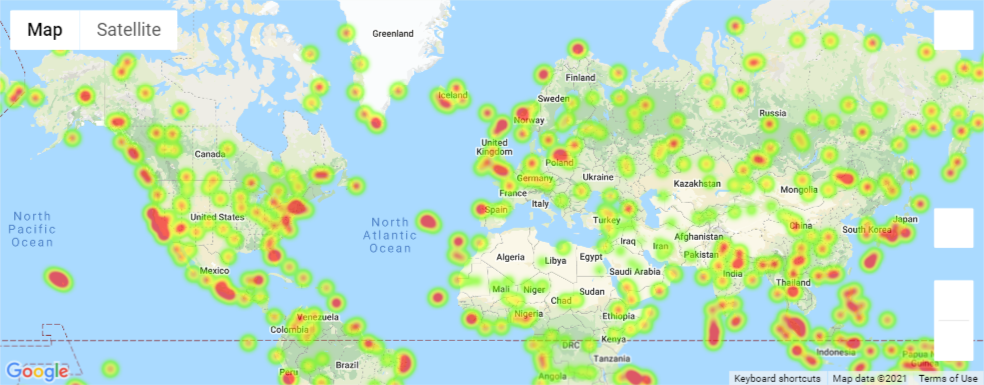 Map Satellite
Greenland
Iceland
Finland
Sweden
Norway
Russia
United
Kingdom
Canada
Poland
Germany
Ukraine
Kazakhstan
Mongolia
France
Italy
Spain
Turkey
United States
North
Pacific
Ocean
North
Atlantic
Ocean
Japan
South Korea
China
Afghanistan
Iraq
Iran
Pakistan
Algeria
Libya
Egypt
Saudi Arabia
India
Mexico
Mali
Niger
Chad
Sudan
Thailand
Nigeria
Ethiopia
Venezuela
Colombia
Kenya
DRC
Tanzania
Indonesia
Papua New
Guinea
Brazil
Peru
Angola
Google
Keyboard shortcuts Map data ©2021 Terms of Use